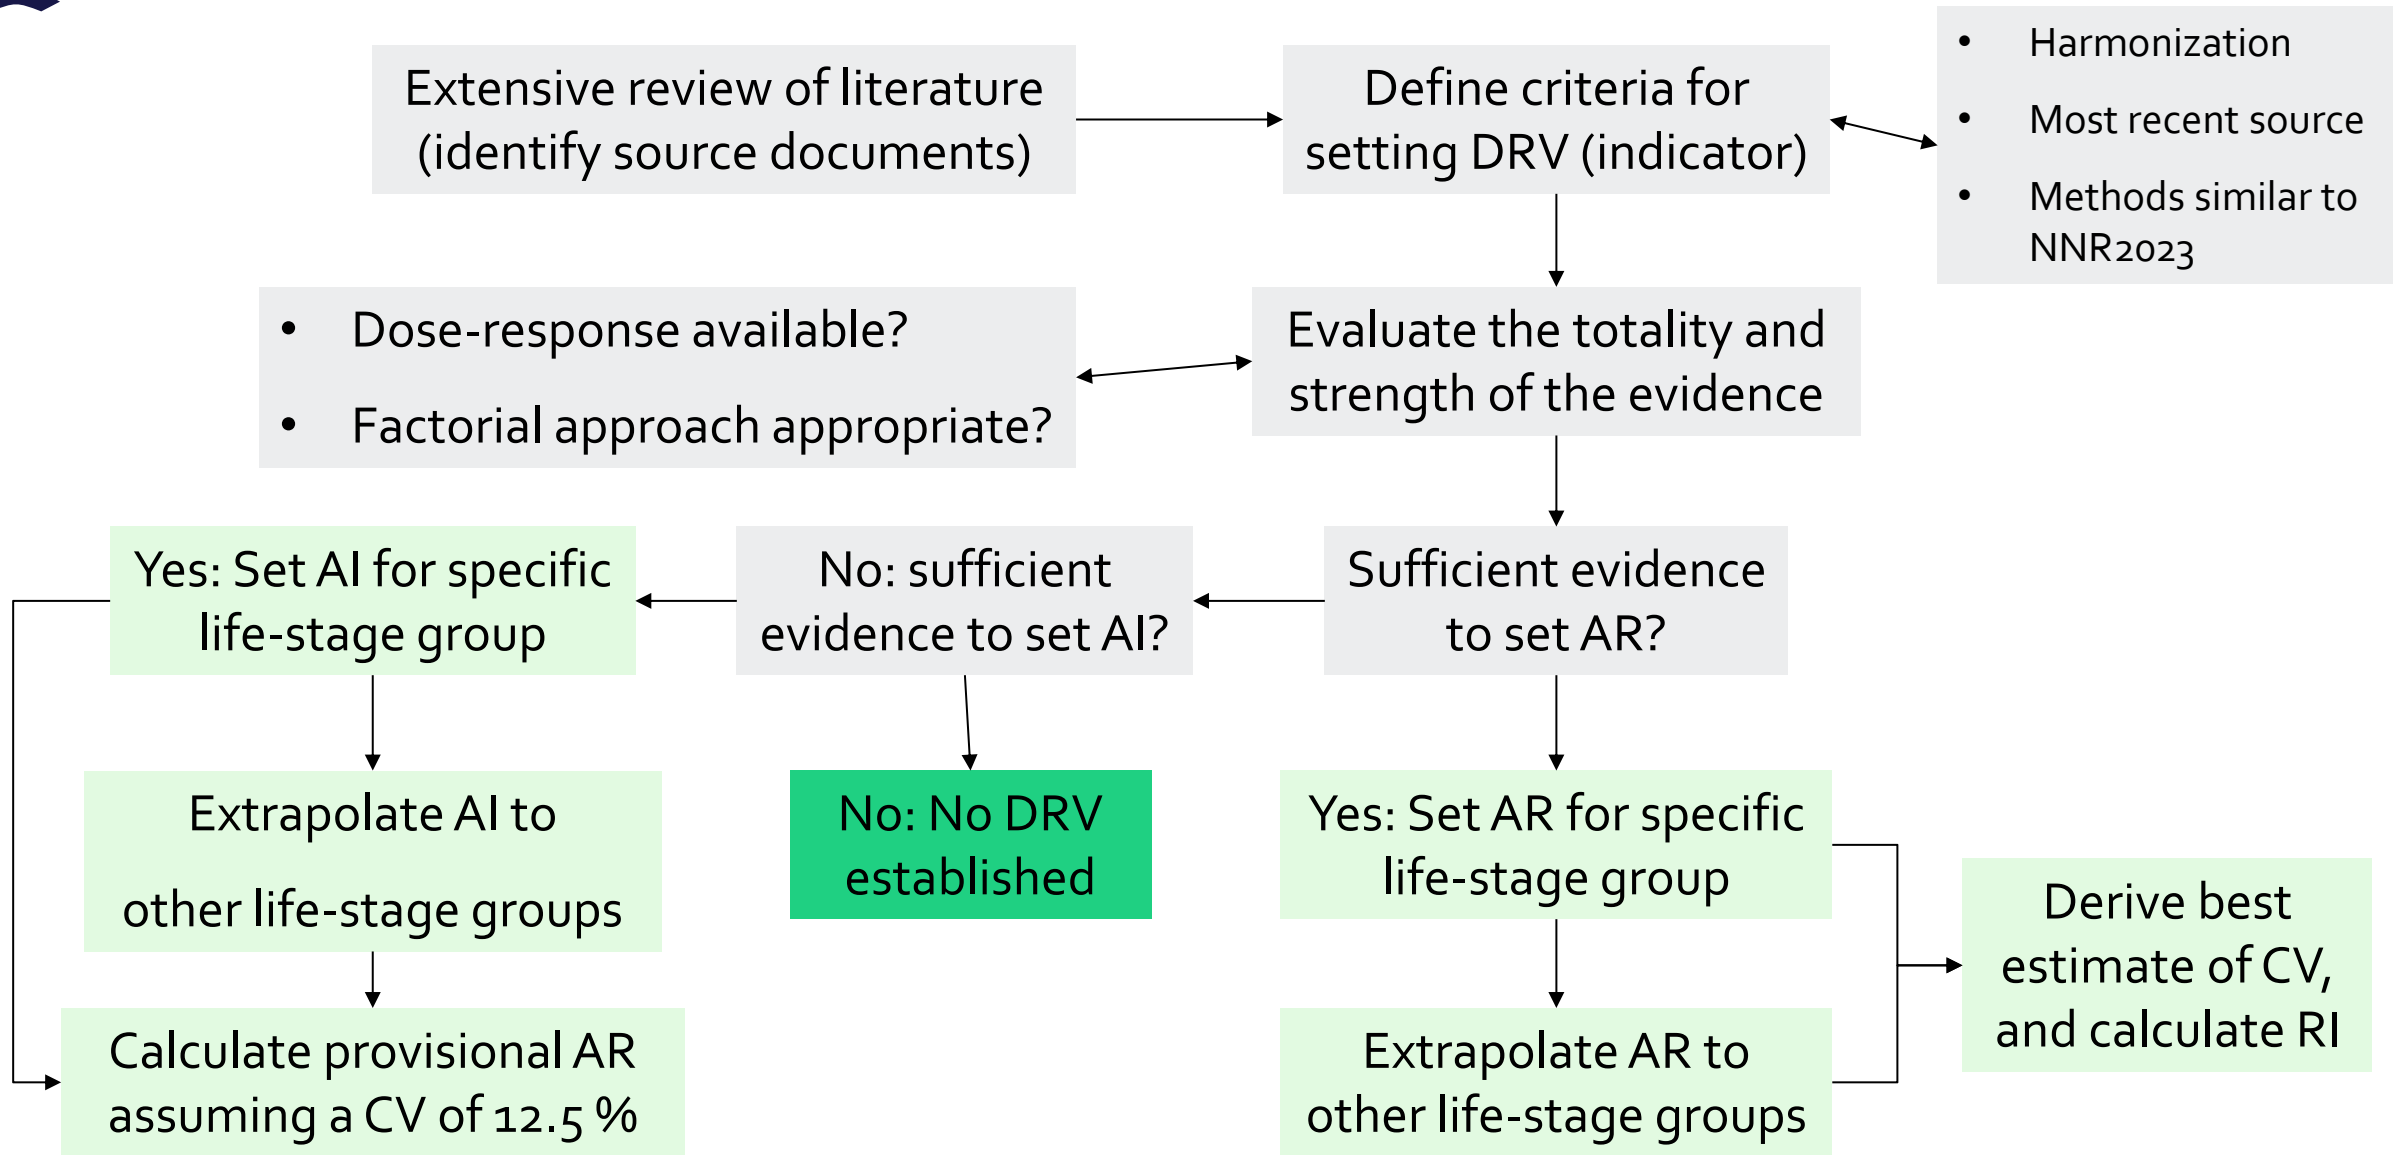 Extensive review of literature
(identify source documents)
Define criteria for
setting DRV (indicator)
• Harmonization
• Most recent source
• Methods similar to
NNR2023
• Dose-response available?
• Factorial approach appropriate?
Evaluate the totality and
strength of the evidence
Yes: Set AI for specific
life-stage group
No: sufficient
evidence to set AI?
Sufficient evidence
to set AR?
Extrapolate AI to
other life-stage groups
No: No DRV
established
Yes: Set AR for specific
life-stage group
Derive best
estimate of CV,
and calculate RI
Calculate provisional AR
assuming a CV of 12.5 %
Extrapolate AR to
other life-stage groups